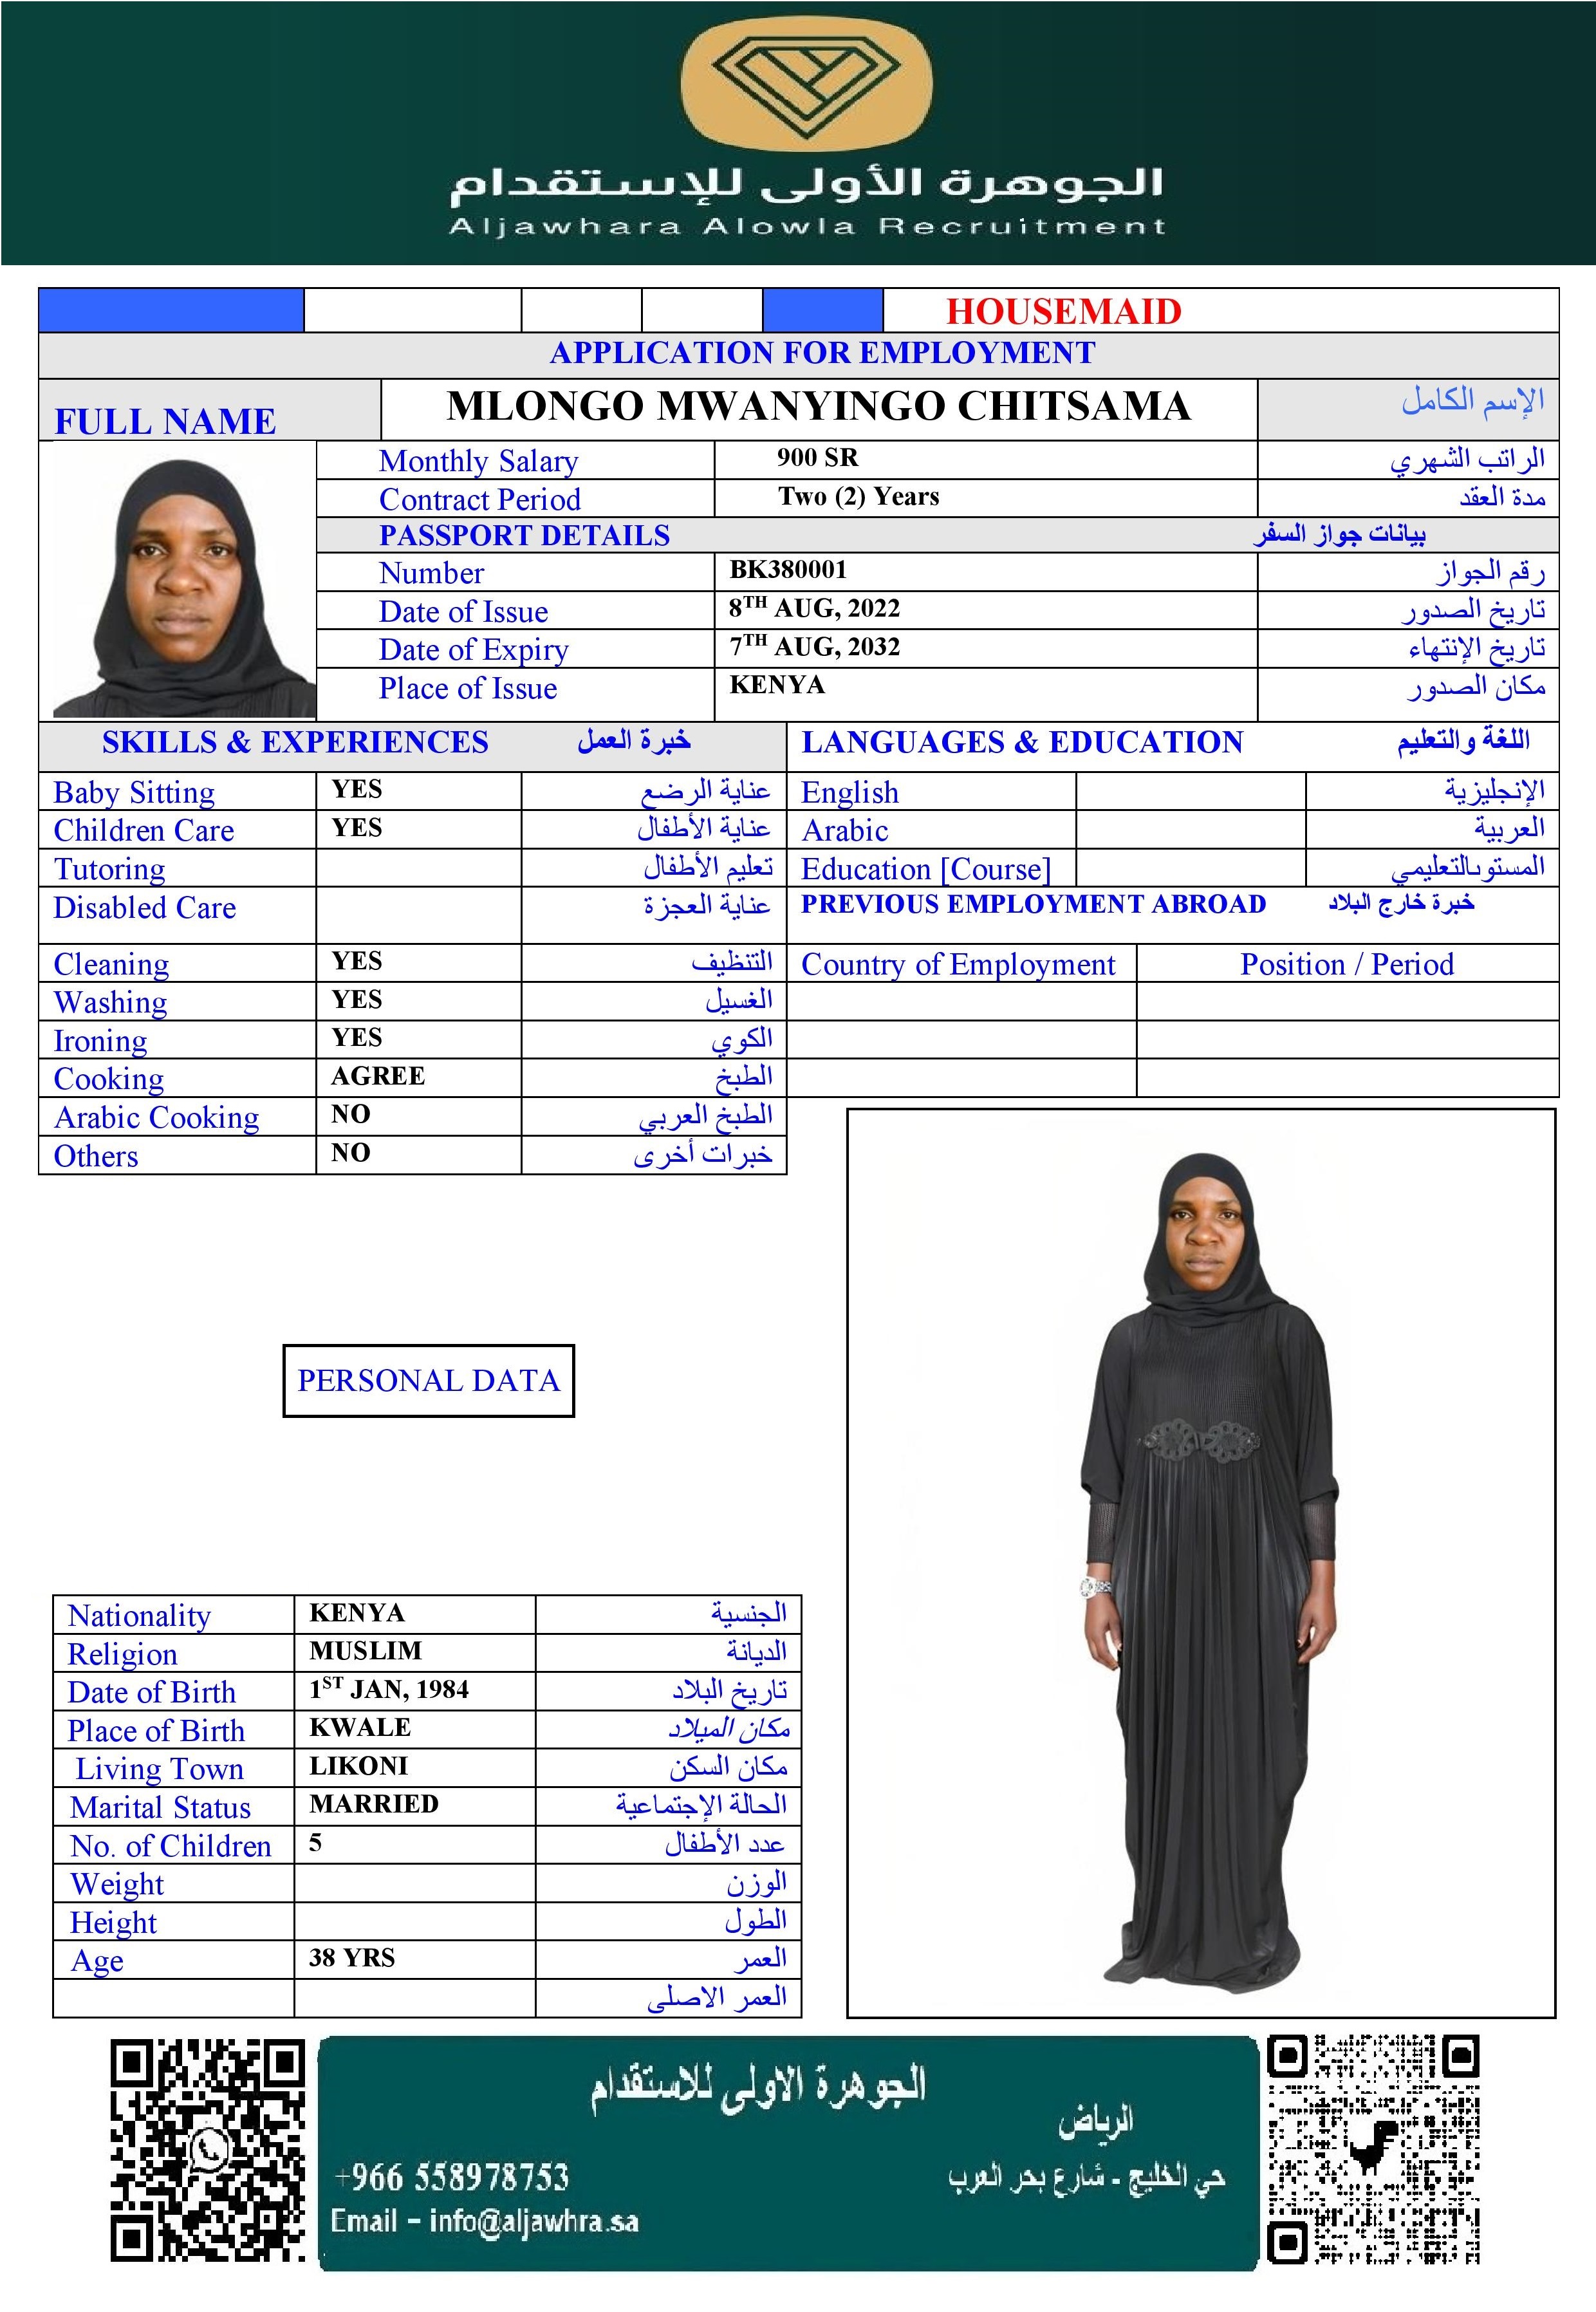 الجوهرة الأولى للإستقدام
Aljawhara Alowla Recruitment
HOUSEMAID
APPLICATION FOR EMPLOYMENT
FULL NAME MLONGO MWANYINGO CHITSAMA الإسم الكامل
Monthly Salary 900 SR الراتب الشهري
Contract Period Two (2) Years مدة العقد
PASSPORT DETAILS بيانات جواز السفر
Number BK380001 رقم الجواز
Date of Issue 8TH AUG, 2022 تاريخ الصدور
Date of Expiry 7TH AUG, 2032 تاريخ الإنتهاء
Place of Issue KENYA مكان الصدور
SKILLS & EXPERIENCES خبرة العمل
Baby Sitting YES عناية الرضع
Children Care YES عناية الأطفال
Tutoring تعليم الأطفال
Disabled Care عناية العجزة
Cleaning YES التنظيف
Washing YES الغسيل
Ironing YES الكوي
Cooking AGREE الطبخ
Arabic Cooking NO الطبخ العربي
Others NO خبرات أخرى
LANGUAGES & EDUCATION اللغة والتعليم
English الإنجليزية
Arabic العربية
Education [Course] المستوىالتعليمي
PREVIOUS EMPLOYMENT ABROAD خبرة خارج البلاد
Country of Employment Position / Period
PERSONAL DATA
Nationality KENYA الجنسية
Religion MUSLIM الديانة
Date of Birth 1ST JAN, 1984 تاريخ البلاد
Place of Birth KWALE مكان الميلاد
Living Town LIKONI مكان السكن
Marital Status MARRIED الحالة الإجتماعية
No. of Children 5 عدد الأطفال
Weight الوزن
Height الطول
Age 38 YRS العمر
العمر الاصلى
الجوهرة الاولى للاستقدام
الرياض
حي الخليج - شارع بحر العرب
+966 558978753
Email - info@aljawhra.sa